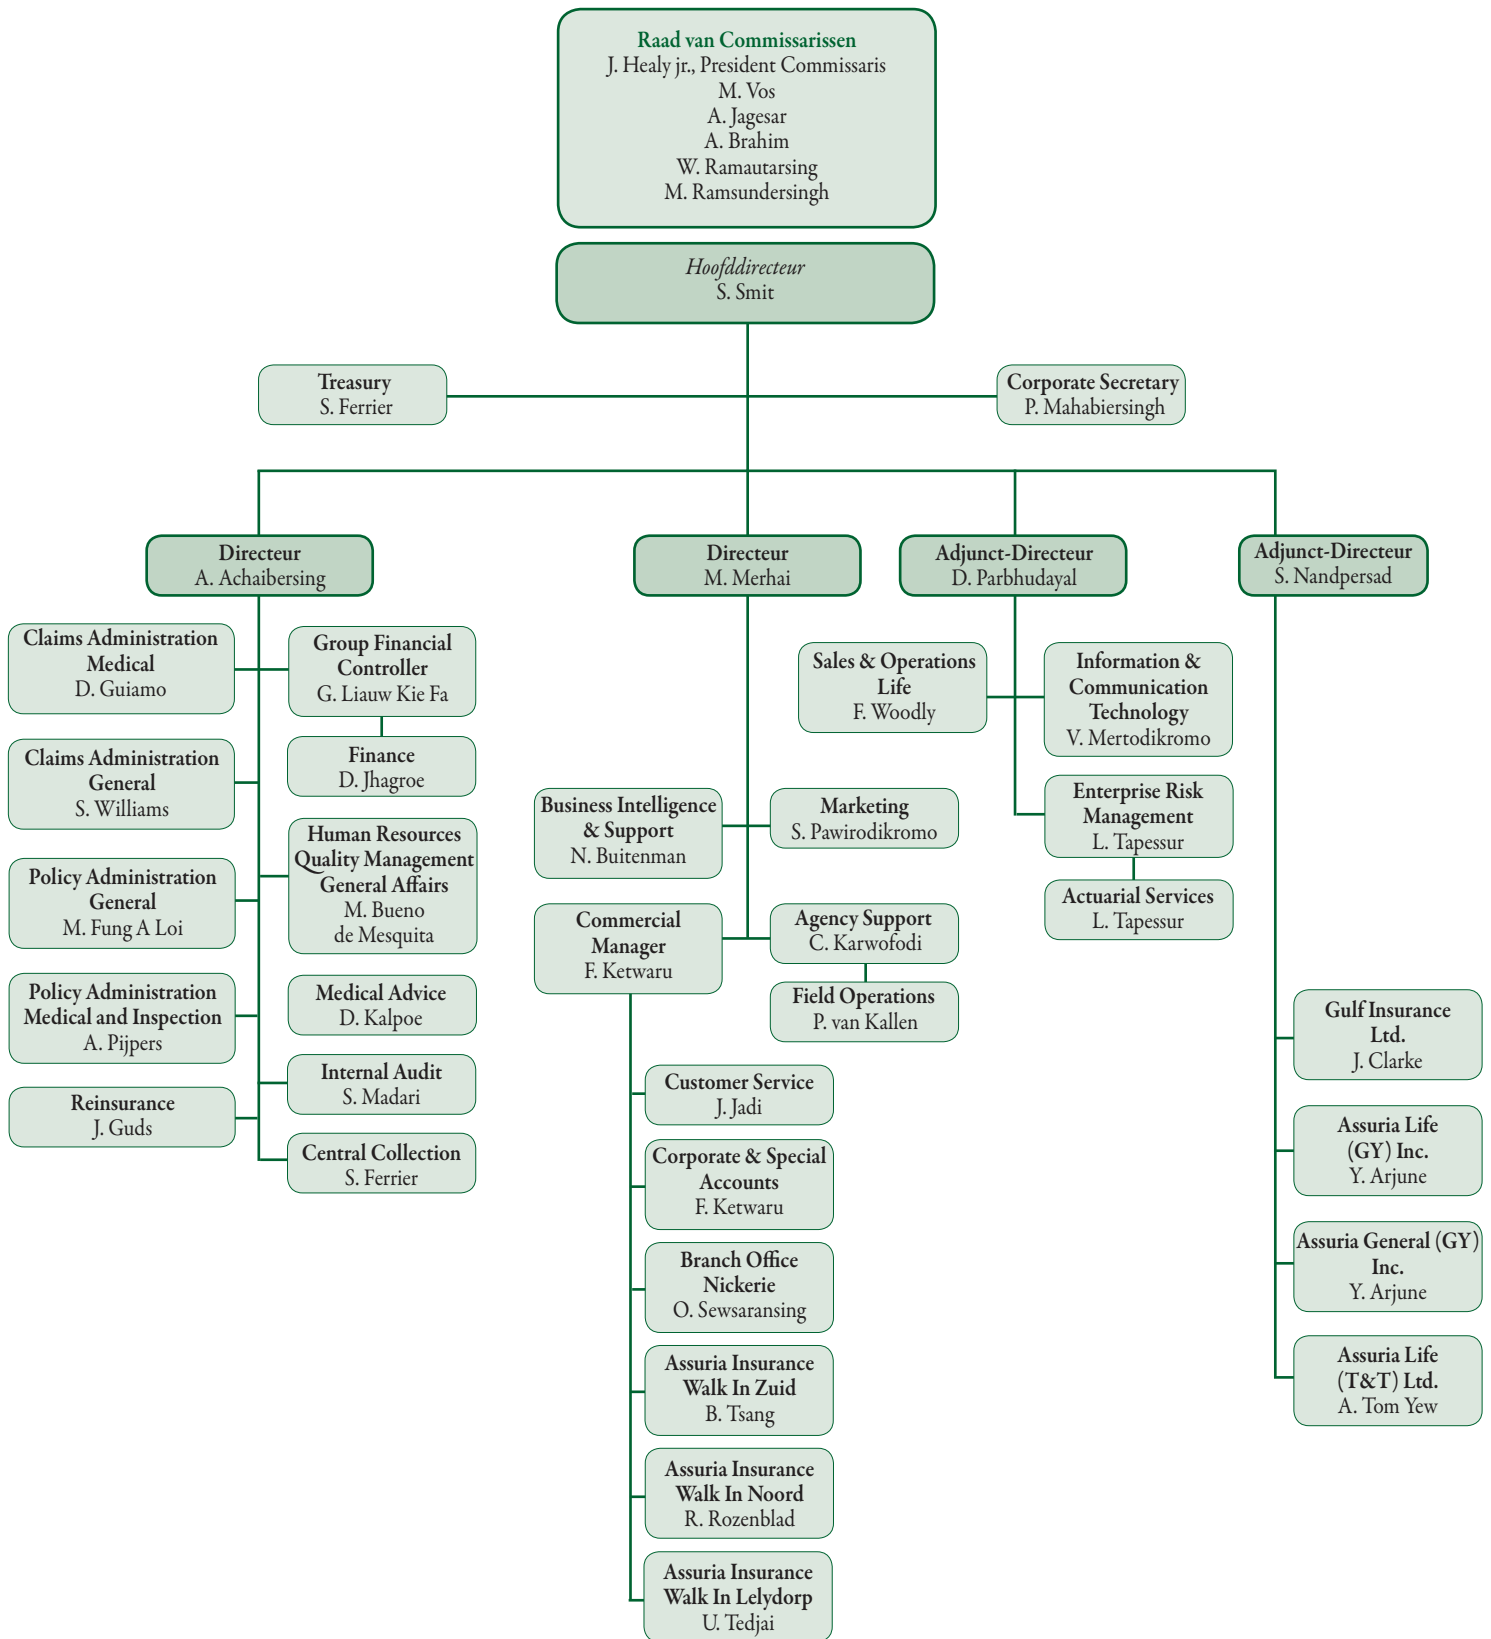 Raad van Commissarissen
J. Healy jr., President Commissaris
M. Vos
A. Jagesar
A. Brahim
W. Ramautarsing
M. Ramsundersingh
Hoofddirecteur
S. Smit
Treasury
S. Ferrier
Corporate Secretary
P. Mahabiersingh
Directeur
A. Achaibersing
Directeur
M. Merhai
Adjunct-Directeur
D. Parbhudayal
Adjunct-Directeur
S. Nandpersad
Claims Administration
Medical
D. Guiamo
Claims Administration
General
S. Williams
Policy Administration
General
M. Fung A Loi
Policy Administration
Medical and Inspection
A. Pijpers
Reinsurance
J. Guds
Group Financial
Controller
G. Liauw Kie Fa
Finance
D. Jhagroe
Human Resources
Quality Management
General Affairs
M. Bueno
de Mesquita
Medical Advice
D. Kalpoe
Internal Audit
S. Madari
Central Collection
S. Ferrier
Business Intelligence
& Support
N. Buitenman
Marketing
S. Pawirodikromo
Commercial
Manager
F. Ketwaru
Agency Support
C. Karwofodi
Field Operations
P. van Kallen
Customer Service
J. Jadi
Corporate & Special
Accounts
F. Ketwaru
Branch Office
Nickerie
O. Sewsaransing
Assuria Insurance
Walk In Zuid
B. Tsang
Assuria Insurance
Walk In Noord
R. Rozenblad
Assuria Insurance
Walk In Lelydorp
U. Tedjai
Sales & Operations
Life
F. Woodly
Information &
Communication
Technology
V. Mertodikromo
Enterprise Risk
Management
L. Tapessur
Actuarial Services
L. Tapessur
Gulf Insurance
Ltd.
J. Clarke
Assuria Life
(GY) Inc.
Y. Arjune
Assuria General (GY)
Inc.
Y. Arjune
Assuria Life
(T&T) Ltd.
A. Tom Yew